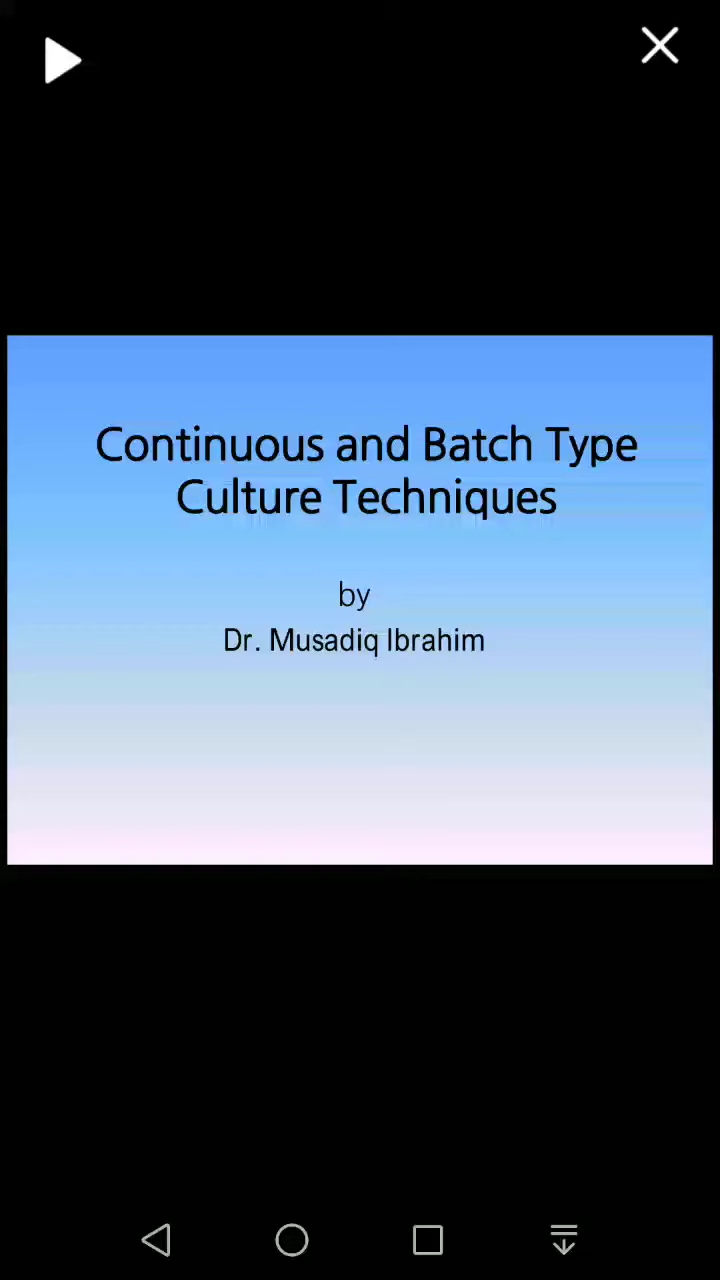 Continuous and Batch Type
Culture Techniques
by
Dr. Musadiq Ibrahim